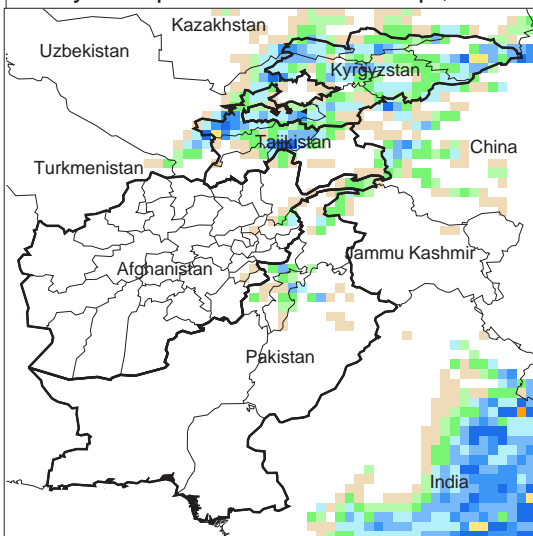 Kazakhstan
Uzbekistan
Kyrgyzstan
Tajikistan
China
Turkmenistan
Jammu Kashmir
Afghanistan
Pakistan
India